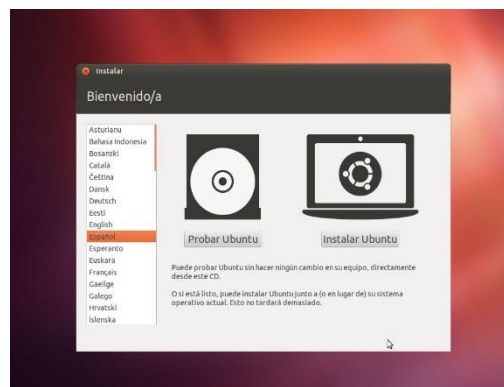 Instalar
Bienvenido/a
Asturianu
Bahasa Indonesia
Bosanski
Català
Čeština
Dansk
Deutsch
Eesti
English
Español
Esperanto
Euskara
Français
Gaeilge
Galego
Hrvatski
Íslenska
Probar Ubuntu
Instalar Ubuntu
Puede probar Ubuntu sin hacer ningún cambio en su equipo, directamente
desde este CD.
O si está listo, puede instalar Ubuntu junto a (o en lugar de) su sistema
operativo actual. Esto no tardará demasiado.